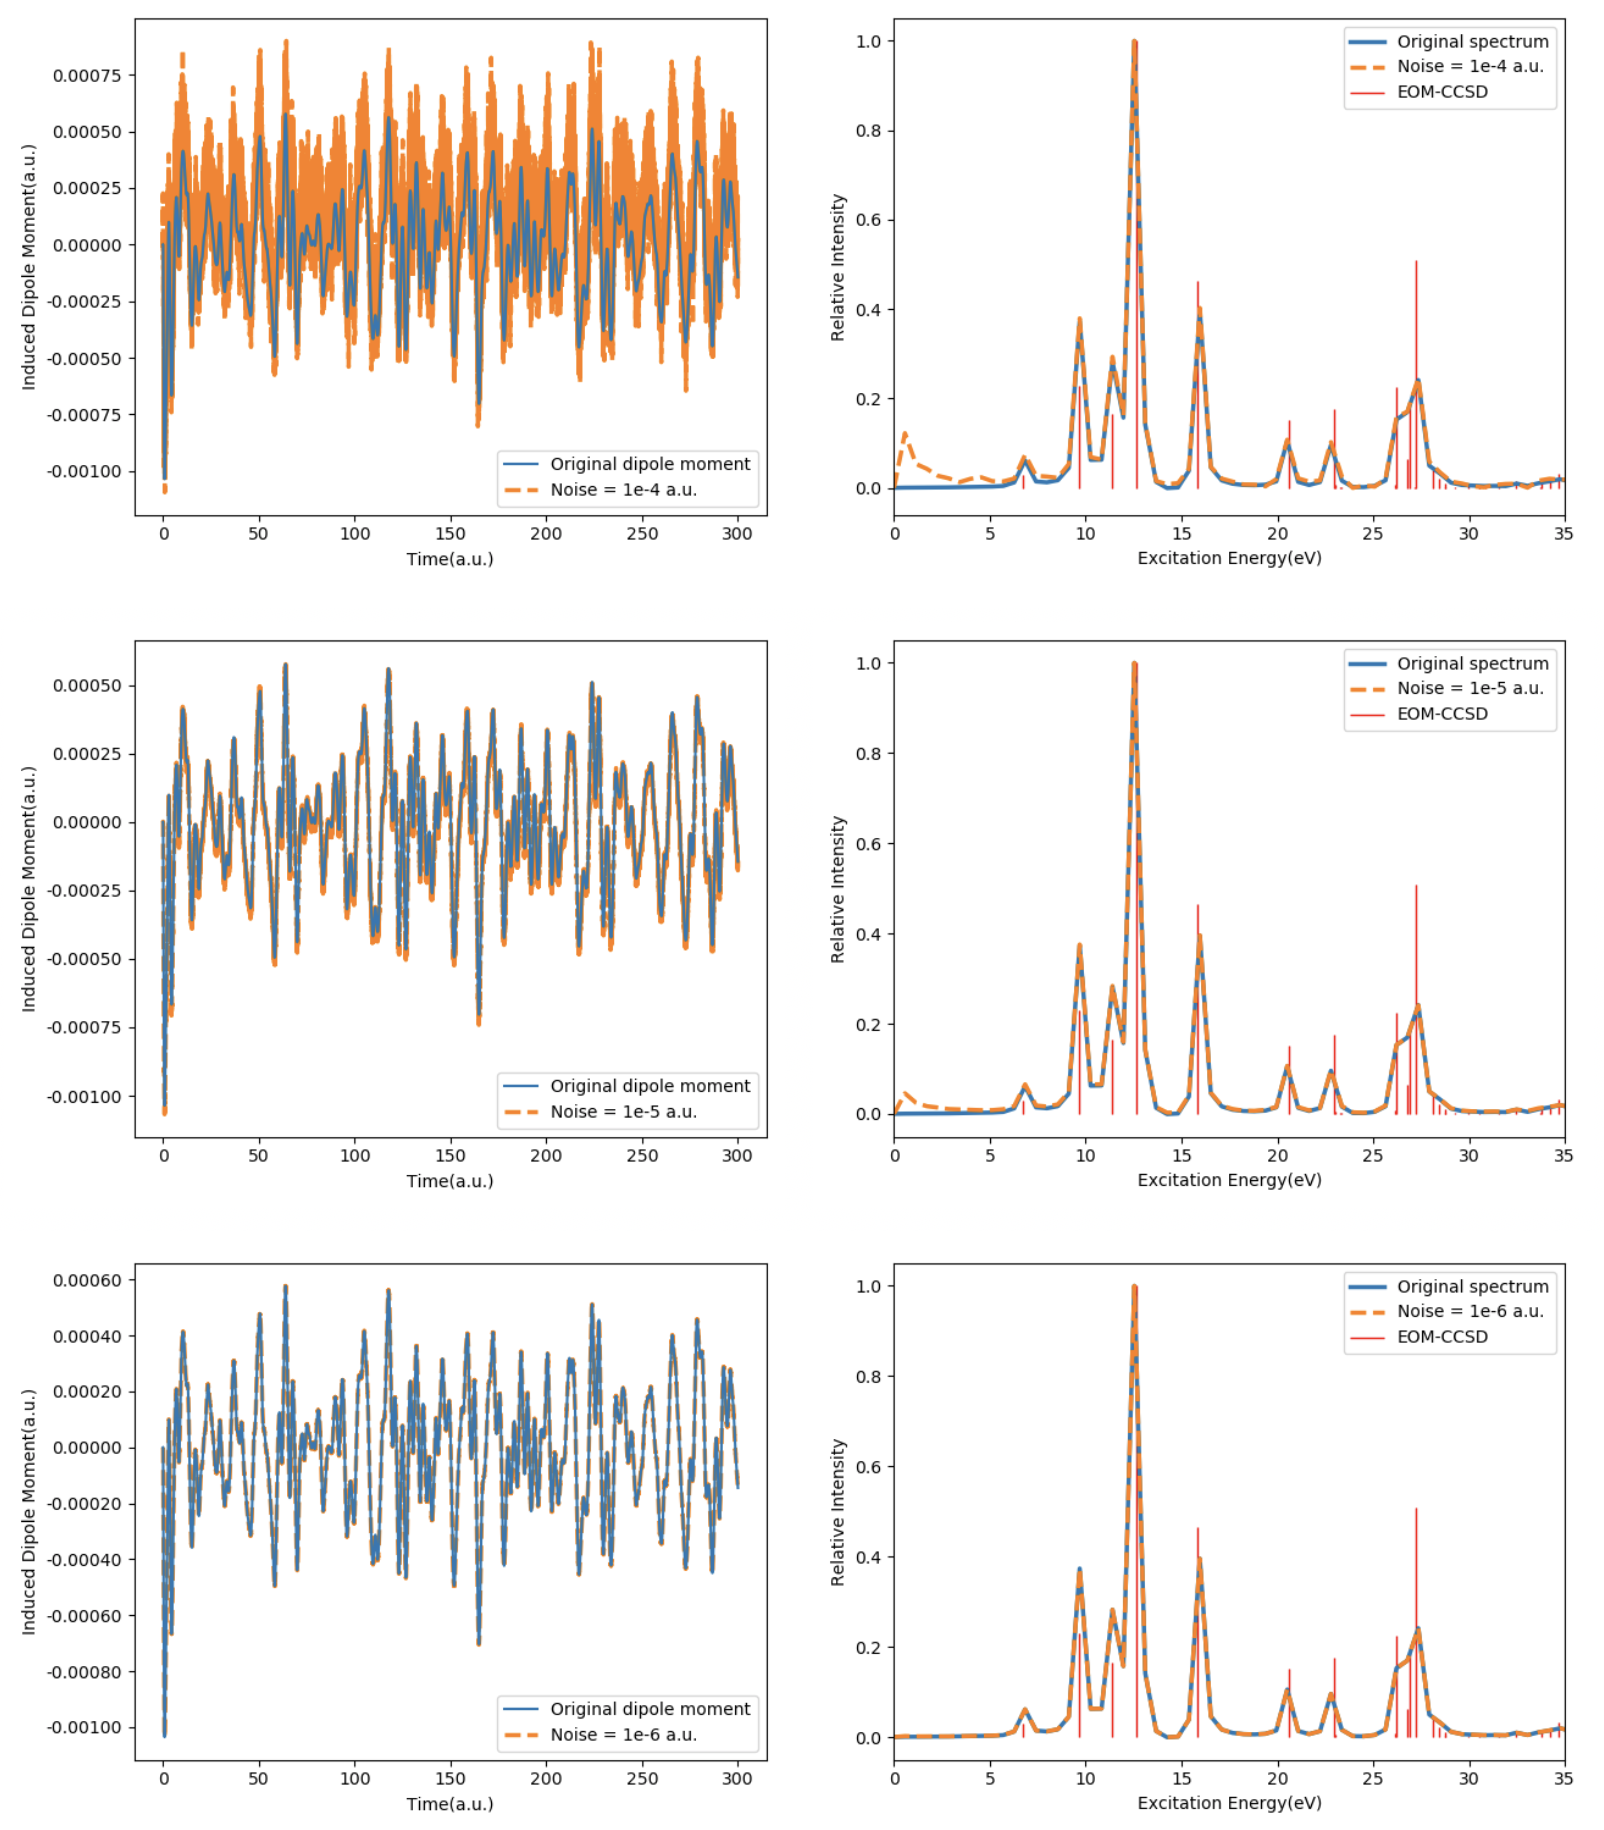 0.00075
0.00050
0.00025
0.00000
-0.00025
-0.00050
-0.00075
-0.00100
Induced Dipole Moment(a.u.)
Original dipole moment
Noise = 1e-4 a.u.
0 50 100 150 200 250 300
Time(a.u.)
1.0
0.8
0.6
0.4
0.2
0.0
Relative Intensity
Original spectrum
Noise = 1e-4 a.u.
EOM-CCSD
0 5 10 15 20 25 30 35
Excitation Energy(eV)
0.00050
0.00025
0.00000
-0.00025
-0.00050
-0.00075
-0.00100
Induced Dipole Moment(a.u.)
Original dipole moment
Noise = 1e-5 a.u.
0 50 100 150 200 250 300
Time(a.u.)
1.0
0.8
0.6
0.4
0.2
0.0
Relative Intensity
Original spectrum
Noise = 1e-5 a.u.
EOM-CCSD
0 5 10 15 20 25 30 35
Excitation Energy(eV)
0.00060
0.00040
0.00020
0.00000
-0.00020
-0.00040
-0.00060
-0.00080
-0.00100
Induced Dipole Moment(a.u.)
Original dipole moment
Noise = 1e-6 a.u.
0 50 100 150 200 250 300
Time(a.u.)
1.0
0.8
0.6
0.4
0.2
0.0
Relative Intensity
Original spectrum
Noise = 1e-6 a.u.
EOM-CCSD
0 5 10 15 20 25 30 35
Excitation Energy(eV)